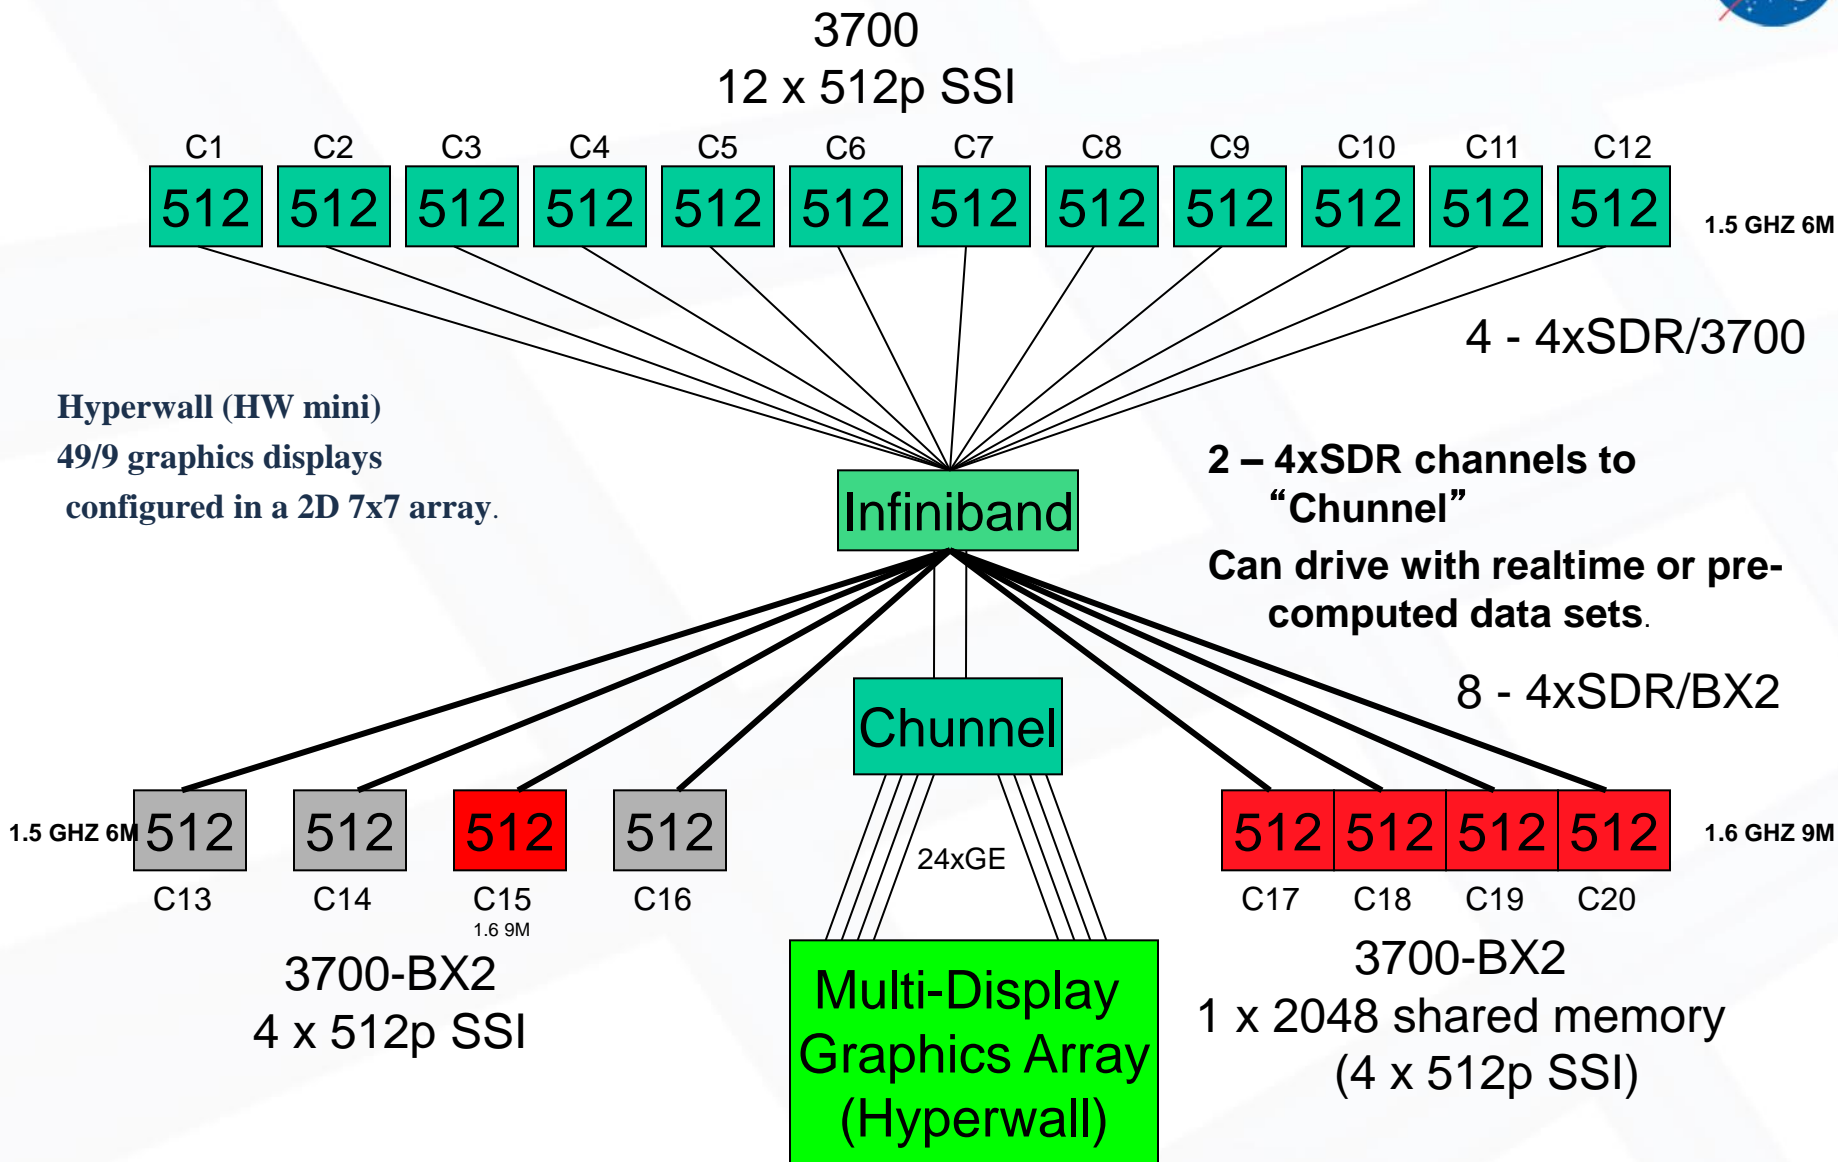 3700
12 x 512p SSI
C1 C2 C3 C4 C5 C6 C7 C8 C9 C10 C11 C12
512 512 512 512 512 512 512 512 512 512 512 512
1.5 GHZ 6M
4 - 4xSDR/3700
Hyperwall (HW mini)
49/9 graphics displays
configured in a 2D 7x7 array.
2 – 4xSDR channels to
“Chunnel”
Can drive with realtime or pre-
computed data sets.
Infiniband
8 - 4xSDR/BX2
Chunnel
1.5 GHZ 6M
512 512 512 512
C13 C14 C15 C16
1.6 9M
3700-BX2
4 x 512p SSI
24xGE
Multi-Display
Graphics Array
(Hyperwall)
512 512 512 512
1.6 GHZ 9M
C17 C18 C19 C20
3700-BX2
1 x 2048 shared memory
(4 x 512p SSI)